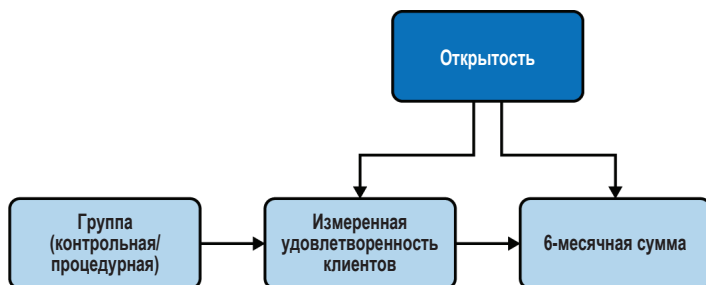 Открытость
Группа
(контрольная/
процедурная)
Измеренная
удовлетворенность
клиентов
6-месячная сумма